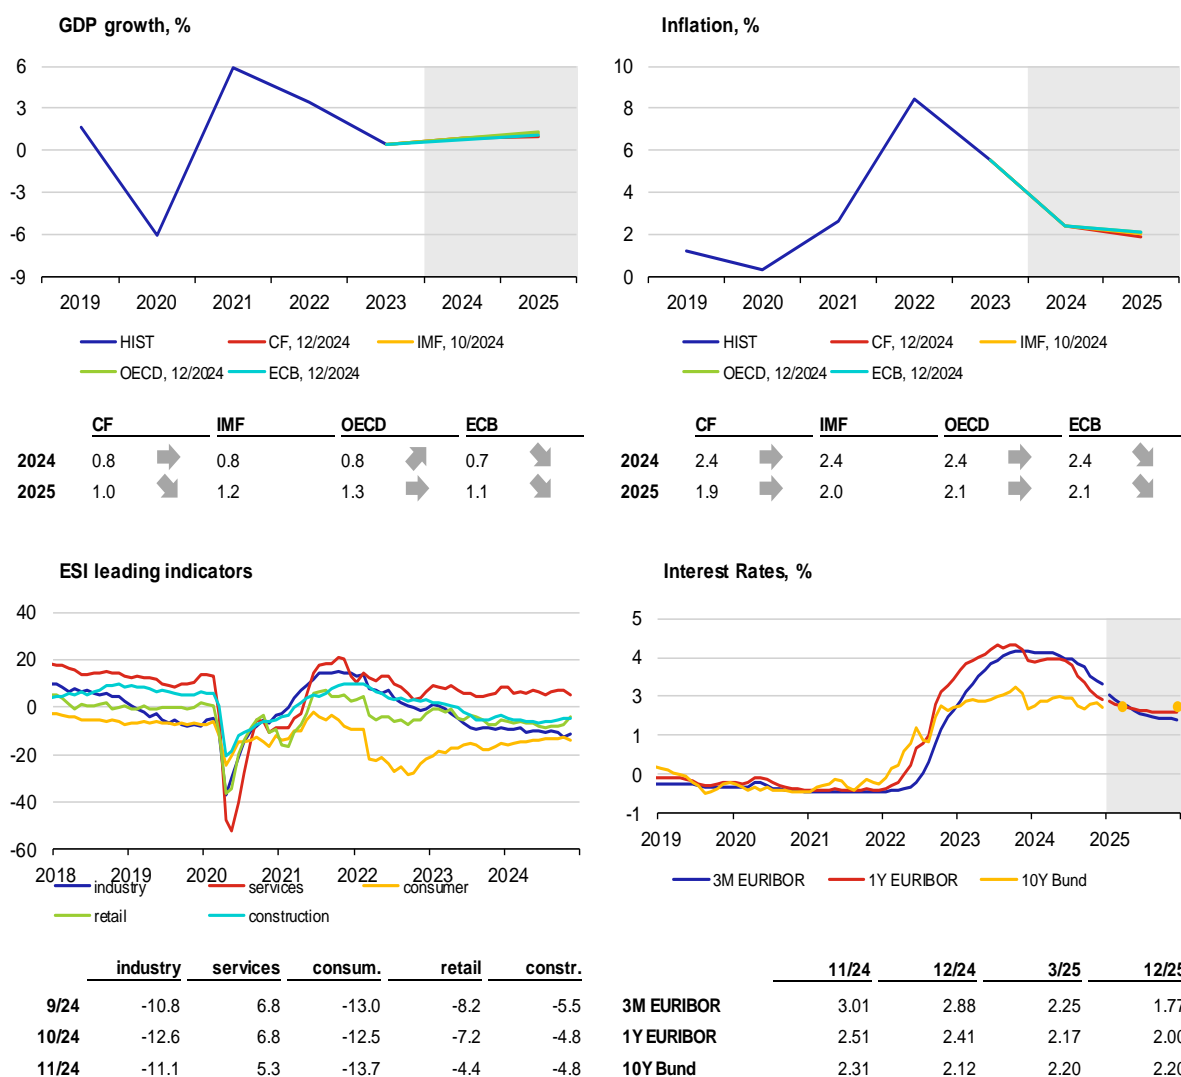 GDP growth, %
6
3
0
-3
-6
-9
2019 2020 2021 2022 2023 2024 2025
HIST CF, 12/2024 IMF, 10/2024
OECD, 12/2024 ECB, 12/2024
CF IMF OECD ECB
2024 0.8 0.8 0.8 0.7
2025 1.0 1.2 1.3 1.1
Inflation, %
10
8
6
4
2
0
2019 2020 2021 2022 2023 2024 2025
HIST CF, 12/2024 IMF, 10/2024
OECD, 12/2024 ECB, 12/2024
CF IMF OECD ECB
2024 2.4 2.4 2.4 2.4
2025 1.9 2.0 2.1 2.1
ESI leading indicators
40
20
0
-20
-40
-60
2018 2019 2020 2021 2022 2023 2024
industry services consumer
retail construction
industry services consum. retail constr.
9/24 -10.8 6.8 -13.0 -8.2 -5.5
10/24 -12.6 6.8 -12.5 -7.2 -4.8
11/24 -11.1 5.3 -13.7 -4.4 -4.8
Interest Rates, %
5
4
3
1
0
-1
2019 2020 2021 2022 2023 2024 2025
3M EURIBOR 1Y EURIBOR 10Y Bund
11/24 12/24 3/25 12/25
3M EURIBOR 3.01 2.88 2.25 1.77
1Y EURIBOR 2.51 2.41 2.17 2.00
10Y Bund 2.31 2.12 2.20 2.20